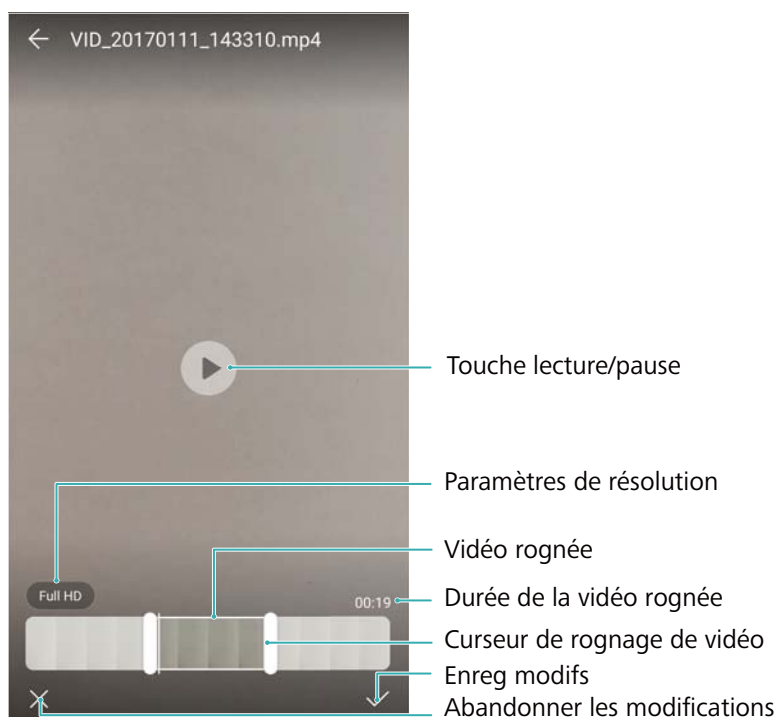 VID_20170111_143310.mp4
Touche lecture/pause
Paramètres de résolution
Vidéo rognée
Full HD
00:19
Durée de la vidéo rognée
Curseur de rognage de vidéo
Enreg modifs
Abandonner les modifications